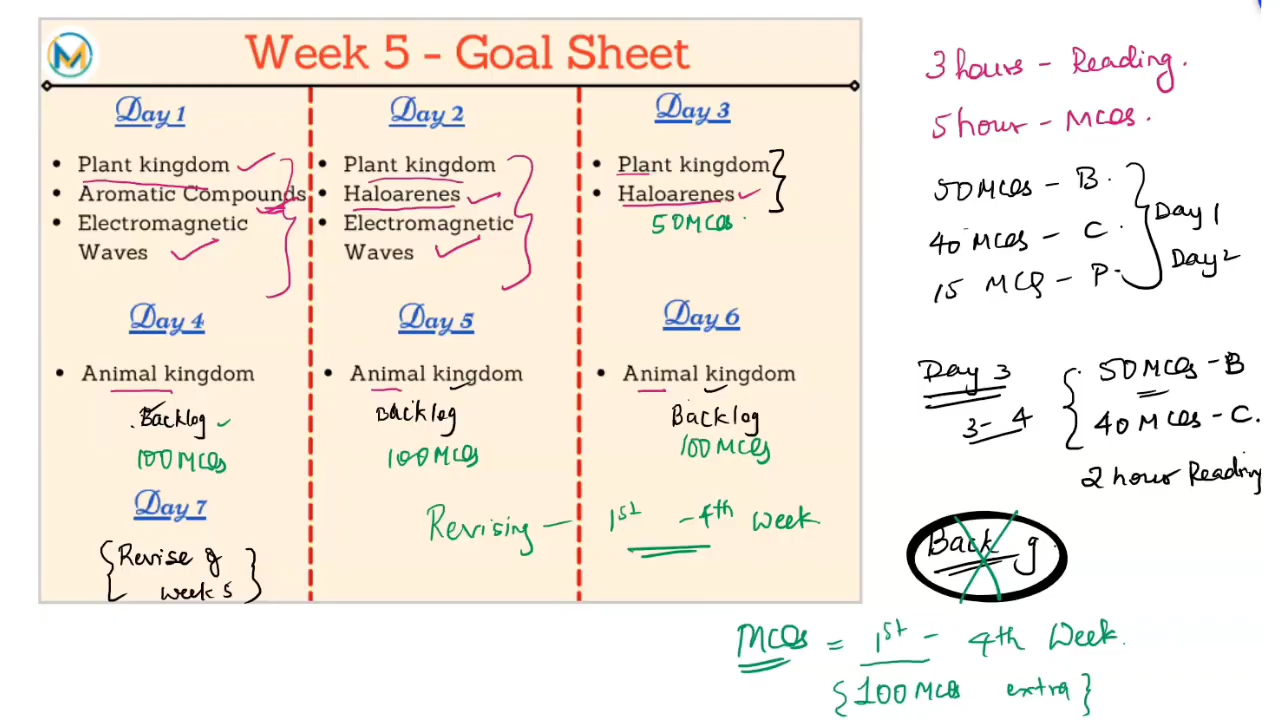 Week 5 - Goal Sheet
Day 1
• Plant kingdom
• Aromatic Compounds
• Electromagnetic
Waves
Day 2
• Plant kingdom
• Haloarenes
• Electromagnetic
Waves
Day 3
• Plant kingdom
• Haloarenes
50 MCQs
Day 4
• Animal kingdom
Backlog
100 MCQs
Day 5
• Animal kingdom
Backlog
100 MCQs
Day 6
• Animal kingdom
Backlog
100 MCQs
Day 7
{Revise of
week 5}
Revising - 1st - 4th week
3 hours - Reading.
5 hour - MCQs.
50 MCQs - B
40 MCQs - C
15 MCQ - P
Day 1
Day 2
Day 3
3-4
50 MCQs - B
40 MCQs - C.
2 hour Reading
Back g
MCQs = 1st - 4th Week.
{100 MCQs extra}